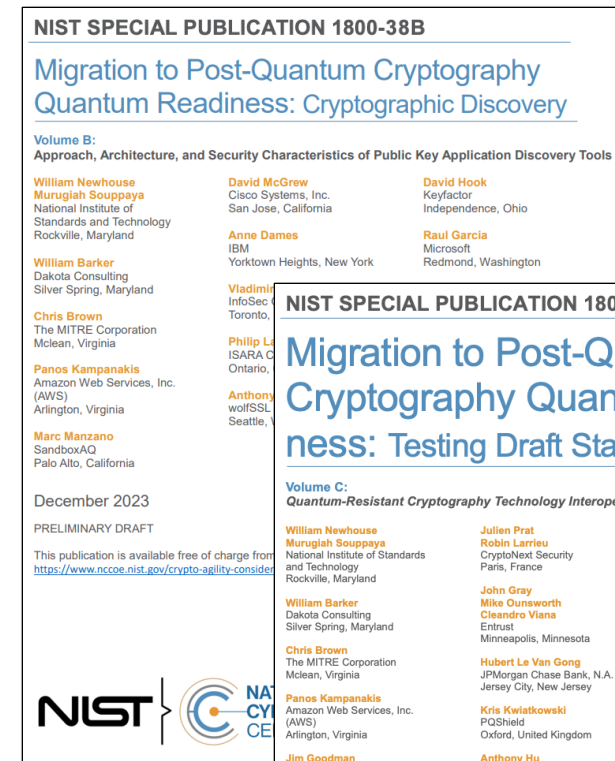 NIST SPECIAL PUBLICATION 1800-38B
Migration to Post-Quantum Cryptography
Quantum Readiness: Cryptographic Discovery
Volume B:
Approach, Architecture, and Security Characteristics of Public Key Application Discovery Tools
William Newhouse
Murugiah Souppaya
National Institute of
Standards and Technology
Rockville, Maryland
William Barker
Dakota Consulting
Silver Spring, Maryland
Chris Brown
The MITRE Corporation
Mclean, Virginia
Panos Kampanakis
Amazon Web Services, Inc.
(AWS)
Arlington, Virginia
Marc Manzano
SandboxAQ
Palo Alto, California
David McGrew
Cisco Systems, Inc.
San Jose, California
Anne Dames
IBM
Yorktown Heights, New York
Vladimir
InfoSec
Toronto,
Philip
ISARA
Ontario,
Anthony
wolfSSL
Seattle,
David Hook
Keyfactor
Independence, Ohio
Raul Garcia
Microsoft
Redmond, Washington
December 2023
PRELIMINARY DRAFT
This publication is available free of charge from
https://www.nccoe.nist.gov/crypto-agility-consider
NIST
NIST SPECIAL PUBLICATION 180
Migration to Post-Q
Cryptography Quan
ness: Testing Draft Sta
Volume C:
Quantum-Resistant Cryptography Technology Interope
William Newhouse
Murugiah Souppaya
National Institute of Standards
and Technology
Rockville, Maryland
William Barker
Dakota Consulting
Silver Spring, Maryland
Chris Brown
The MITRE Corporation
Mclean, Virginia
Panos Kampanakis
Amazon Web Services, Inc.
(AWS)
Arlington, Virginia
Jim Goodman
Julien Prat
Robin Larrieu
CryptoNext Security
Paris, France
John Gray
Mike Ounsworth
Cleandro Viana
Entrust
Minneapolis, Minnesota
Hubert Le Van Gong
JPMorgan Chase Bank, N.A.
Jersey City, New Jersey
Kris Kwiatkowski
PQShield
Oxford, United Kingdom
Anthony Hu